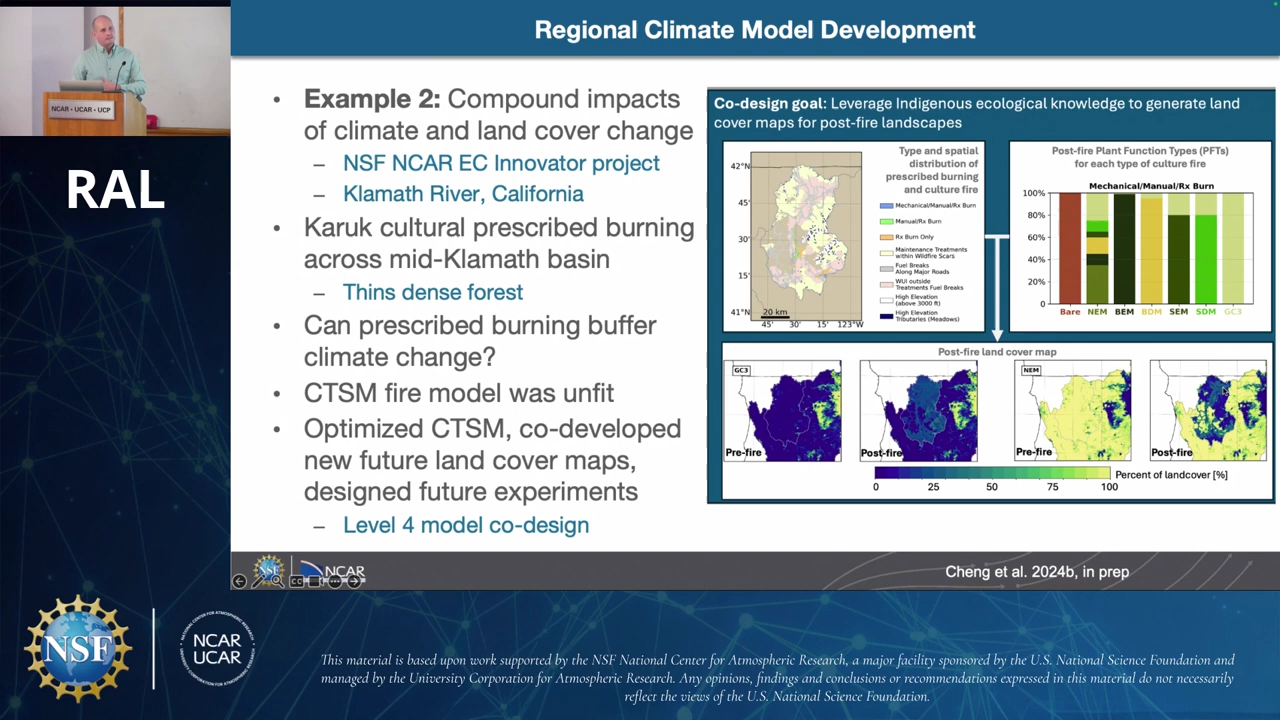 Regional Climate Model Development
NCAR • UCAR • UCP
RAL
• Example 2: Compound impacts
of climate and land cover change
– NSF NCAR EC Innovator project
– Klamath River, California
• Karuk cultural prescribed burning
across mid-Klamath basin
– Thins dense forest
• Can prescribed burning buffer
climate change?
• CTSM fire model was unfit
• Optimized CTSM, co-developed
new future land cover maps,
designed future experiments
– Level 4 model co-design
Co-design goal: Leverage Indigenous ecological knowledge to generate land
cover maps for post-fire landscapes
42°N
45'
30'
15'
41°N
20 km
45' 30' 15' 123°W
Type and spatial
distribution of
prescribed burning
and culture fire
Mechanical/Manual/Rx Burn
Manual/Rx Burn
Rx Burn Only
Maintenance Treatments
within Wildfire Scars
Fuel Breaks
Along Major Roads
WUI outside
Treatments Fuel Breaks
High Elevation
(above 3000 ft)
High Elevation
Tributaries (Meadows)
Post-fire Plant Function Types (PFTs)
for each type of culture fire
Mechanical/Manual/Rx Burn
100%
80%
60%
40%
20%
0
Bare NEM BEM BDM SEM SDM GC3
Post-fire land cover map
GC3
Pre-fire
Post-fire
NEM
Pre-fire
Post-fire
0 25 50 75 100
Percent of landcover [%]
NSF
NCAR
CC
Cheng et al. 2024b, in prep
NSF
NATIONAL CENTER FOR ATMOSPHERIC RESEARCH
NCAR
UCAR
This material is based upon work supported by the NSF National Center for Atmospheric Research, a major facility sponsored by the U.S. National Science Foundation and
managed by the University Corporation for Atmospheric Research. Any opinions, findings and conclusions or recommendations expressed in this material do not necessarily
reflect the views of the U.S. National Science Foundation.